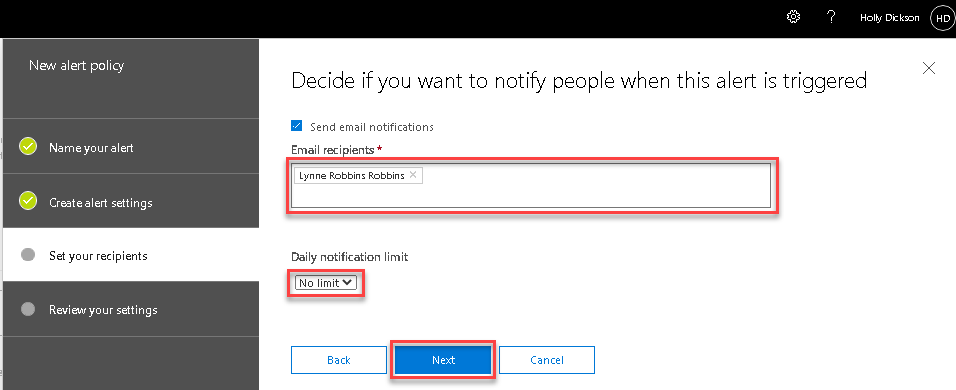 Holly Dickson HD
New alert policy
Name your alert
Create alert settings
Set your recipients
Review your settings
Decide if you want to notify people when this alert is triggered
Send email notifications
Email recipients *
Lynne Robbins Robbins
Daily notification limit
No limit
Back Next Cancel